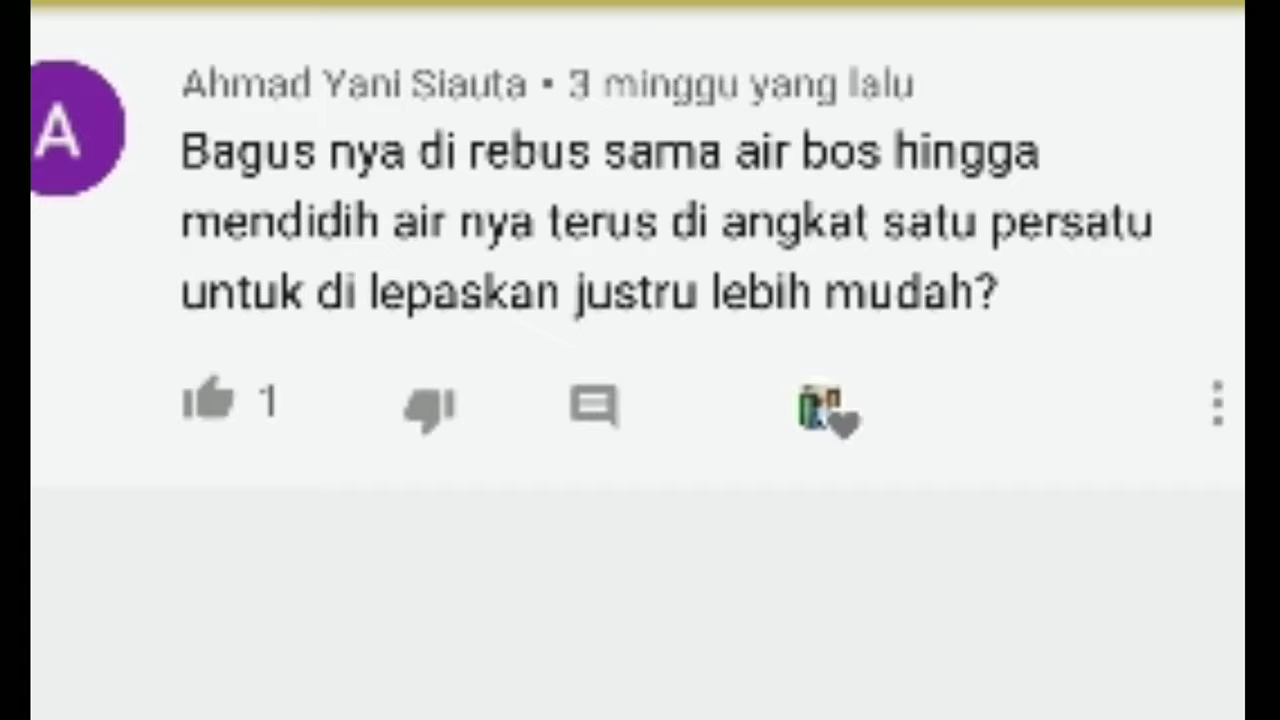 A
Ahmad Yani Siauta • 3 minggu yang lalu
Bagus nya di rebus sama air bos hingga
mendidih air nya terus di angkat satu persatu
untuk di lepaskan justru lebih mudah?
1